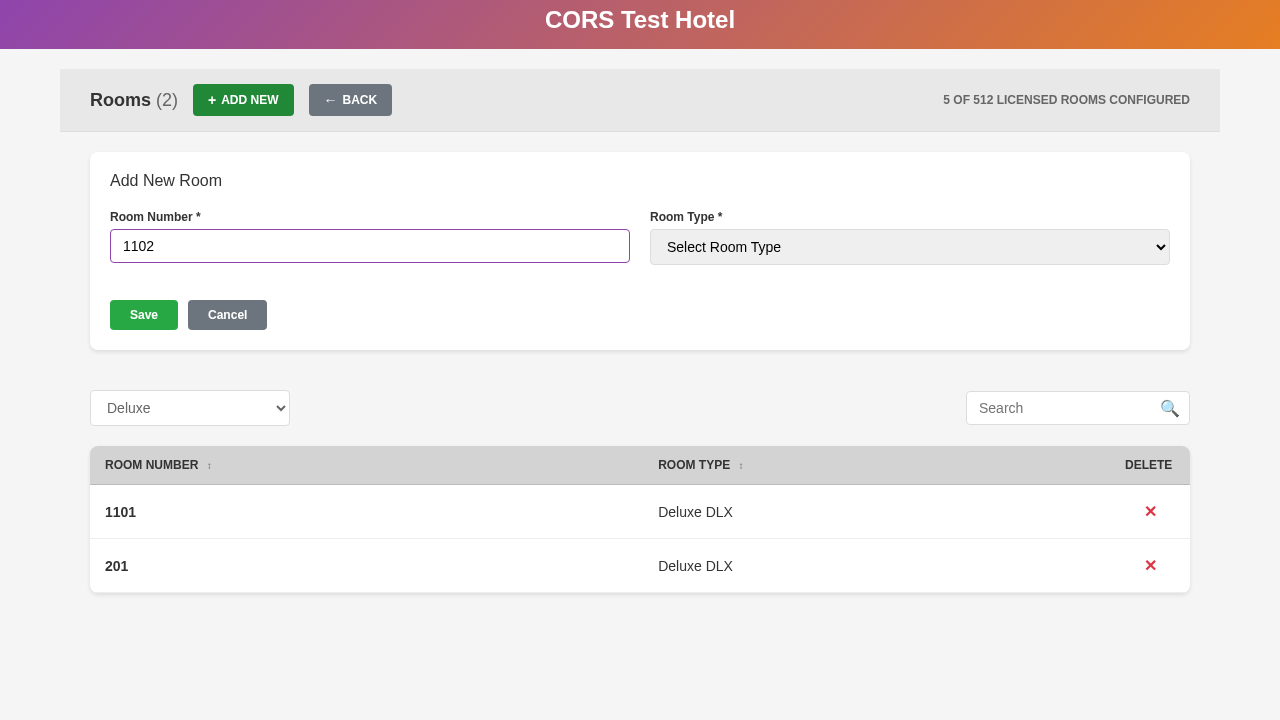 CORS Test Hotel
Rooms (2)
+ ADD NEW
← BACK
5 OF 512 LICENSED ROOMS CONFIGURED
Add New Room
Room Number *
Room Type *
1102
Select Room Type
Save
Cancel
Deluxe
Search
ROOM NUMBER ↕
ROOM TYPE ↕
DELETE
1101
Deluxe DLX
✕
201
Deluxe DLX
✕